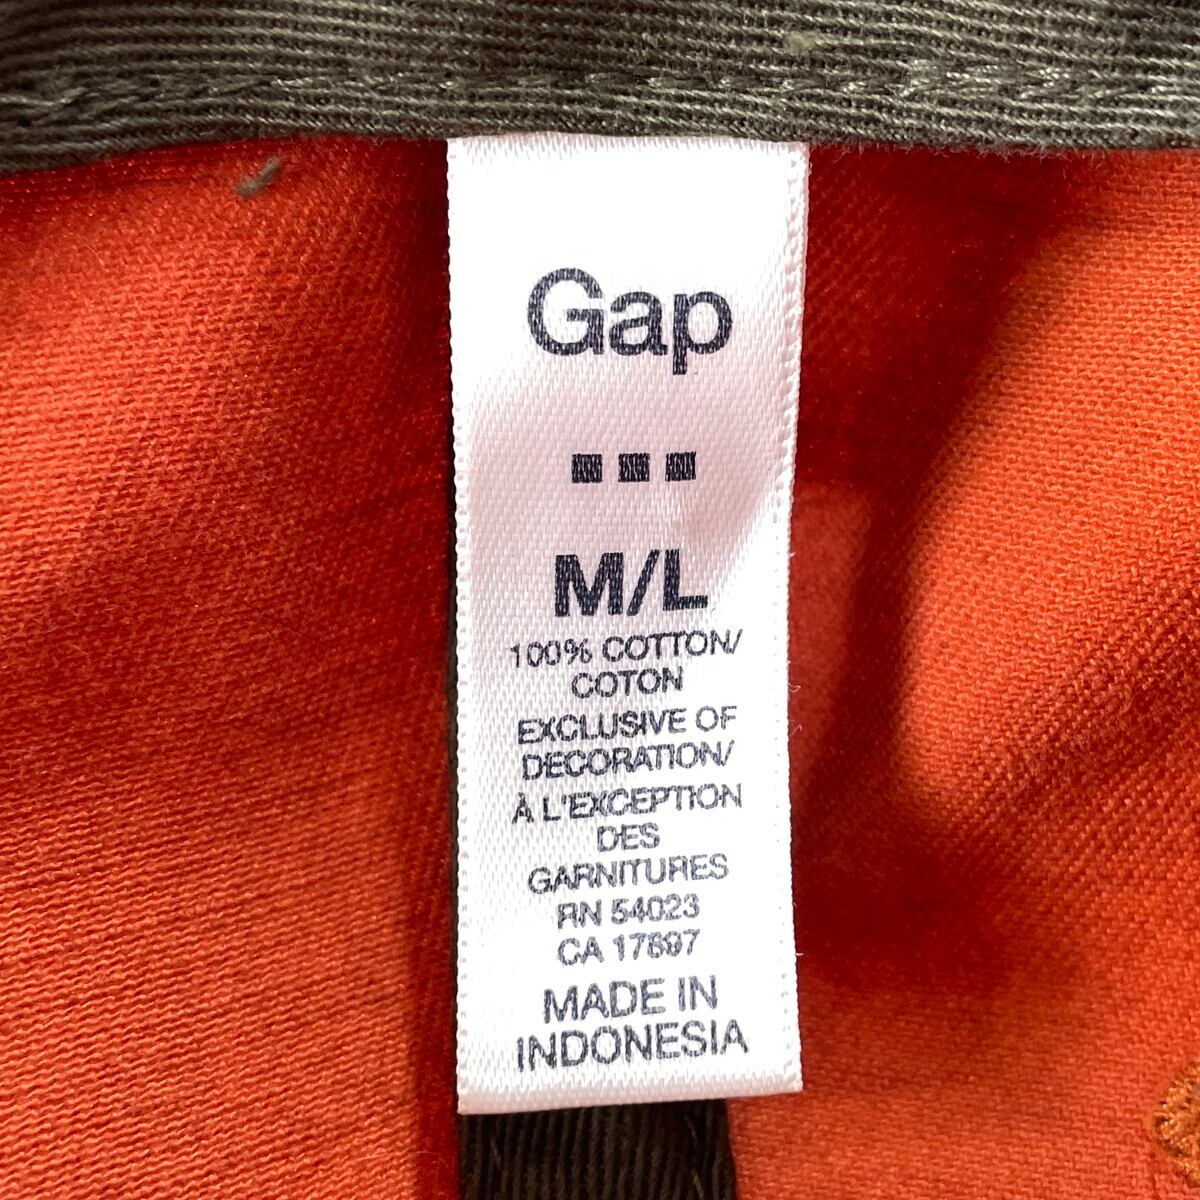 Gap
M/L
100% COTTON/
COTON
EXCLUSIVE OF
DECORATION/
À L'EXCEPTION
DES
GARNITURES
RN 54023
CA 17897
MADE IN
INDONESIA